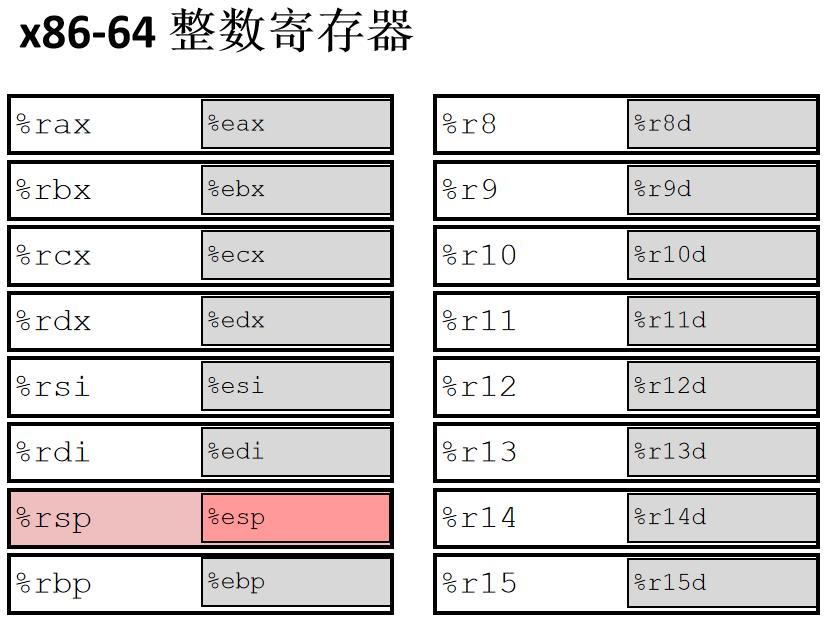 x86-64 整数寄存器
%rax %eax %r8 %r8d
%rbx %ebx %r9 %r9d
%rcx %ecx %r10 %r10d
%rdx %edx %r11 %r11d
%rsi %esi %r12 %r12d
%rdi %edi %r13 %r13d
%rsp %esp %r14 %r14d
%rbp %ebp %r15 %r15d